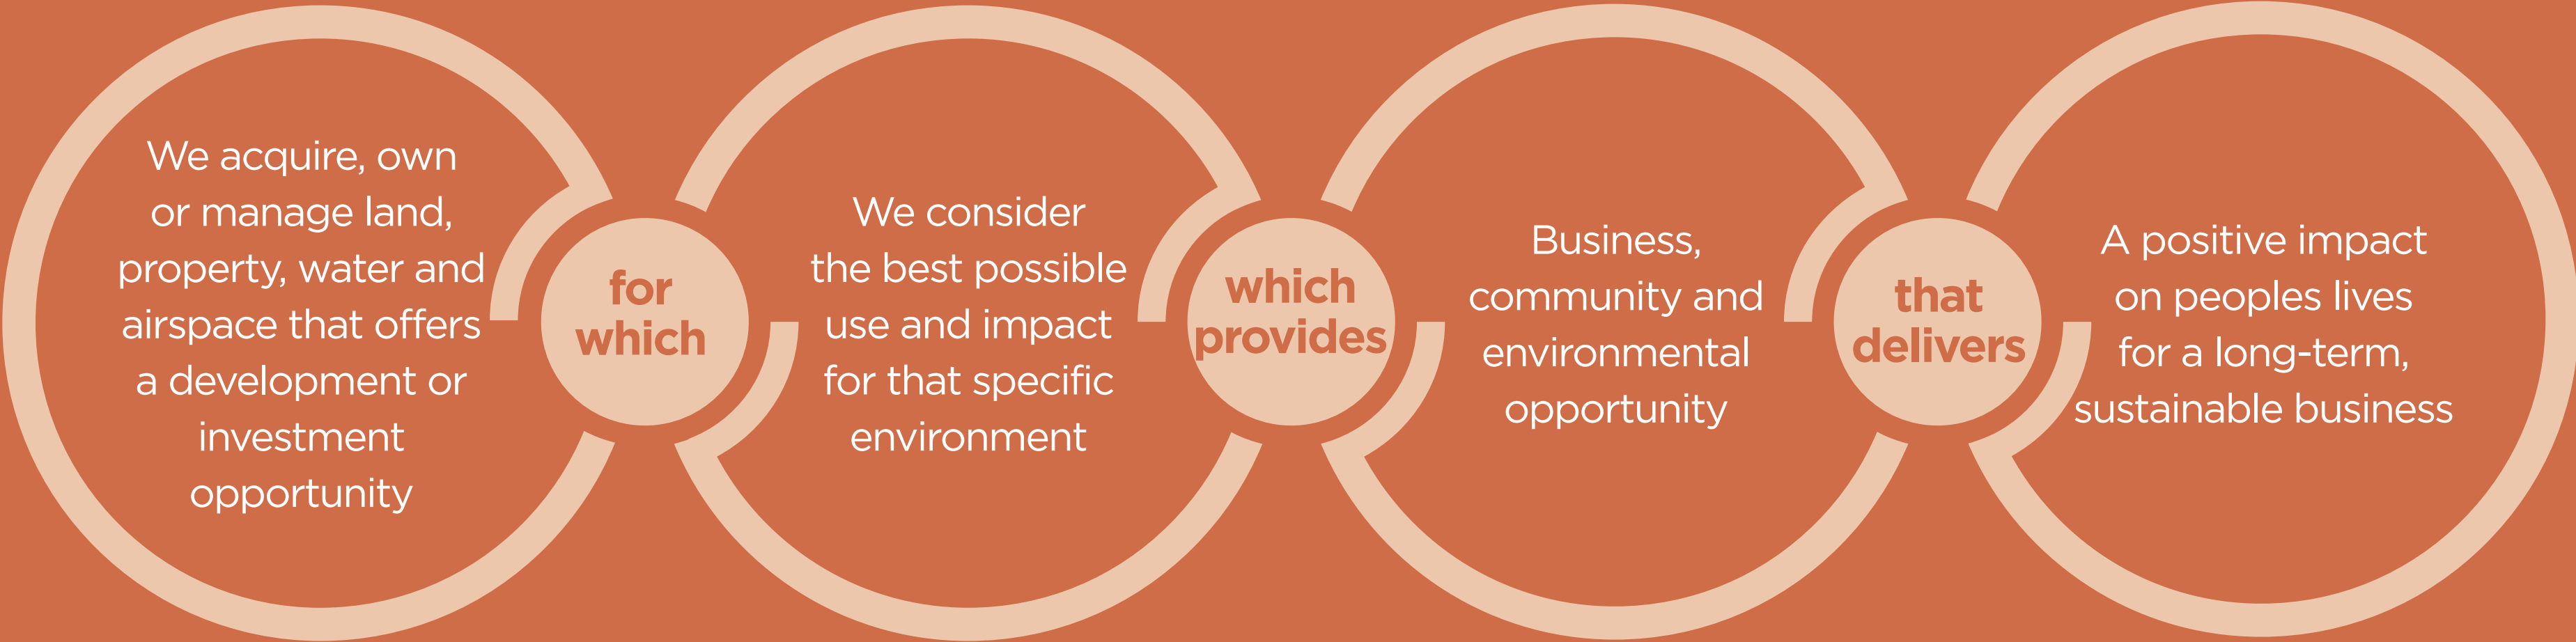 We acquire, own
or manage land,
property, water and
airspace that offers
a development or
investment
opportunity
for
which
We consider
the best possible
use and impact
for that specific
environment
which
provides
Business,
community and
environmental
opportunity
that
delivers
A positive impact
on peoples lives
for a long-term,
sustainable business